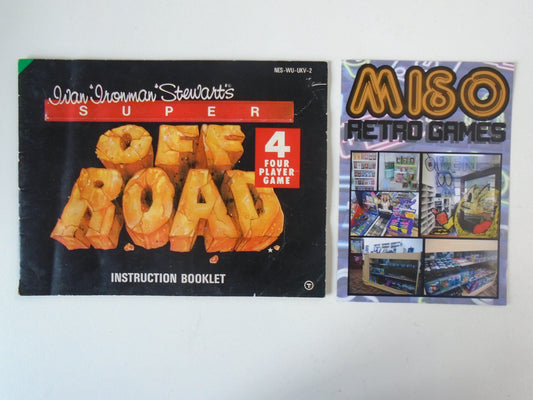 NES-WU-UKV-2
Ivan "Ironman" Stewart's
SUPER
OFF
ROAD
4
FOUR
PLAYER
GAME
INSTRUCTION BOOKLET
MISO
RETRO GAMES